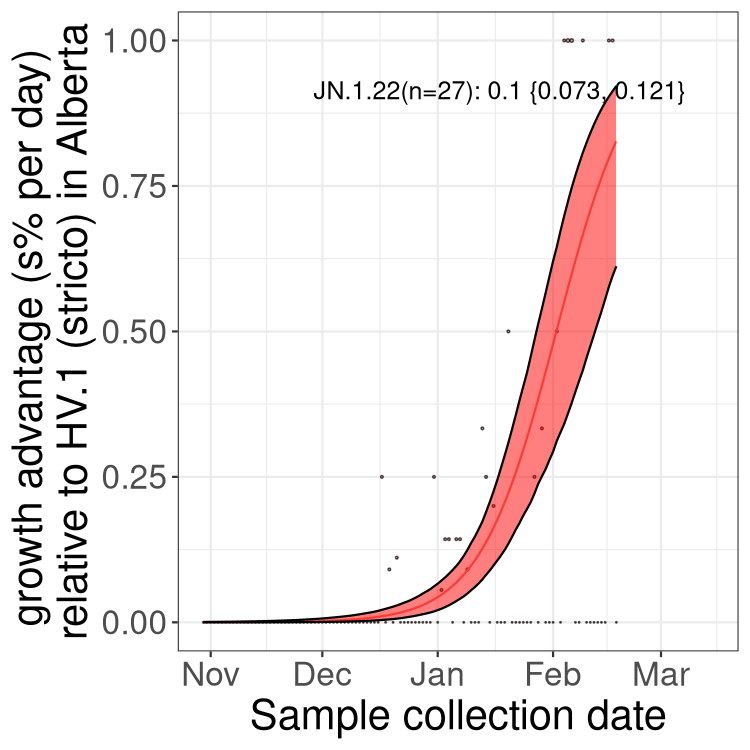 growth advantage (s% per day)
relative to HV.1 (stricto) in Alberta
1.00
0.75
0.50
0.25
0.00
JN.1.22(n=27): 0.1 {0.073, 0.121}
Nov Dec Jan Feb Mar
Sample collection date